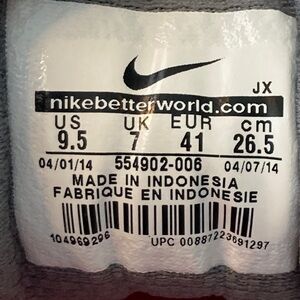 JX
nikebetterworld.com
US UK EUR cm
9.5 7 41 26.5
04/01/14 554902-006 04/07/14
MADE IN INDONESIA
FABRIQUE EN INDONESIE
104969296 UPC 00887223691297